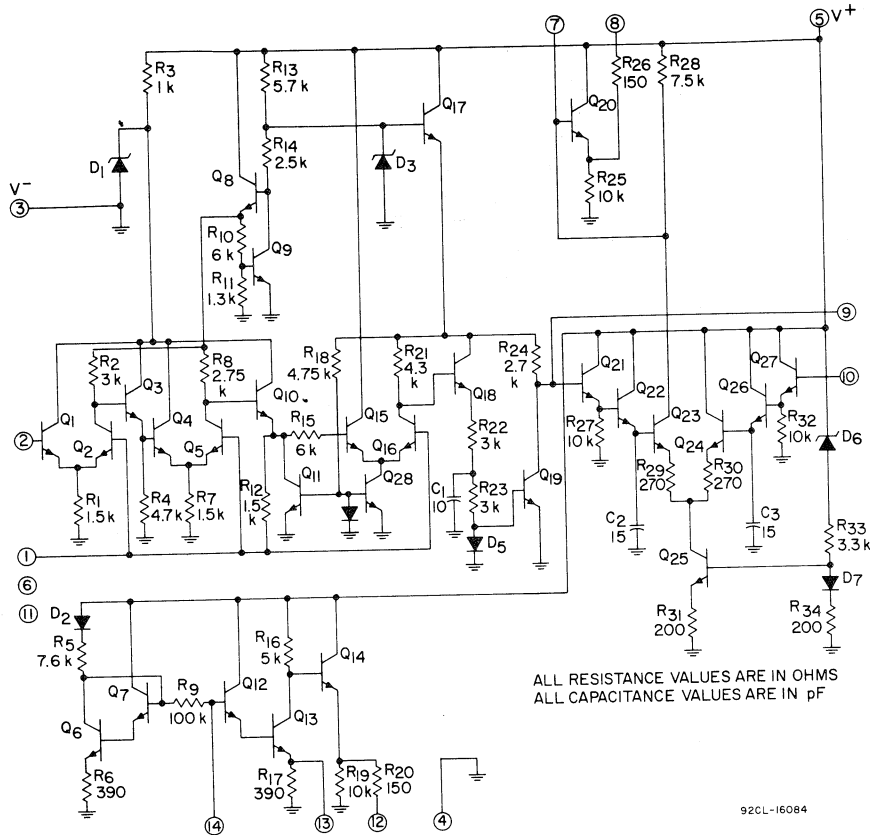 7
8
5 V+
R3
1 k
R13
5.7 k
R26
150
R28
7.5 k
Q17
Q20
D1
R14
2.5k
D3
Q8
R25
10 k
V-
3
R10
6 k
Q9
R11
1.3 k
9
R2
3 k
Q3
R8
2.75
k
R18
4.75k
R21
4.3
k
R24
2.7
k
Q21
Q27
Q1
Q10
Q15
Q18
Q22
Q26
10
2
Q2
Q4
Q5
R15
6 k
Q16
R22
3 k
Q23
R27
10 k
Q24
R32
10 k
D6
Q11
Q28
Q19
R29
270
R30
270
R1
1.5 k
R4
4.7k
R7
1.5k
R12
1.5
k
C1
10
R23
3 k
C2
15
C3
15
R33
3.3 k
1
D5
Q25
D7
6
11
D2
R31
200
R34
200
R5
7.6 k
R16
5 k
Q14
Q7
R9
100 k
Q12
Q13
Q6
ALL RESISTANCE VALUES ARE IN OHMS
ALL CAPACITANCE VALUES ARE IN pF
R6
390
R17
390
R19
10k
R20
150
14
13
12
4
92CL-16084